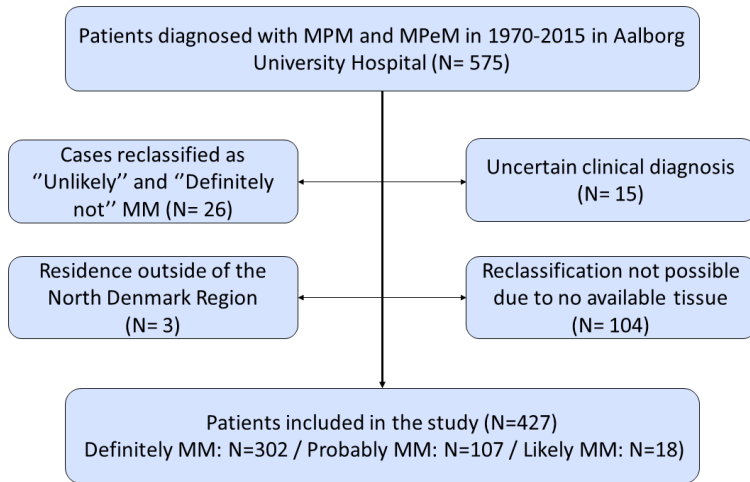 Patients diagnosed with MPM and MPeM in 1970-2015 in Aalborg
University Hospital (N= 575)
Cases reclassified as
‘’Unlikely’’ and ‘’Definitely
not’’ MM (N= 26)
Uncertain clinical diagnosis
(N= 15)
Residence outside of the
North Denmark Region
(N= 3)
Reclassification not possible
due to no available tissue
(N= 104)
Patients included in the study (N=427)
Definitely MM: N=302 / Probably MM: N=107 / Likely MM: N=18)